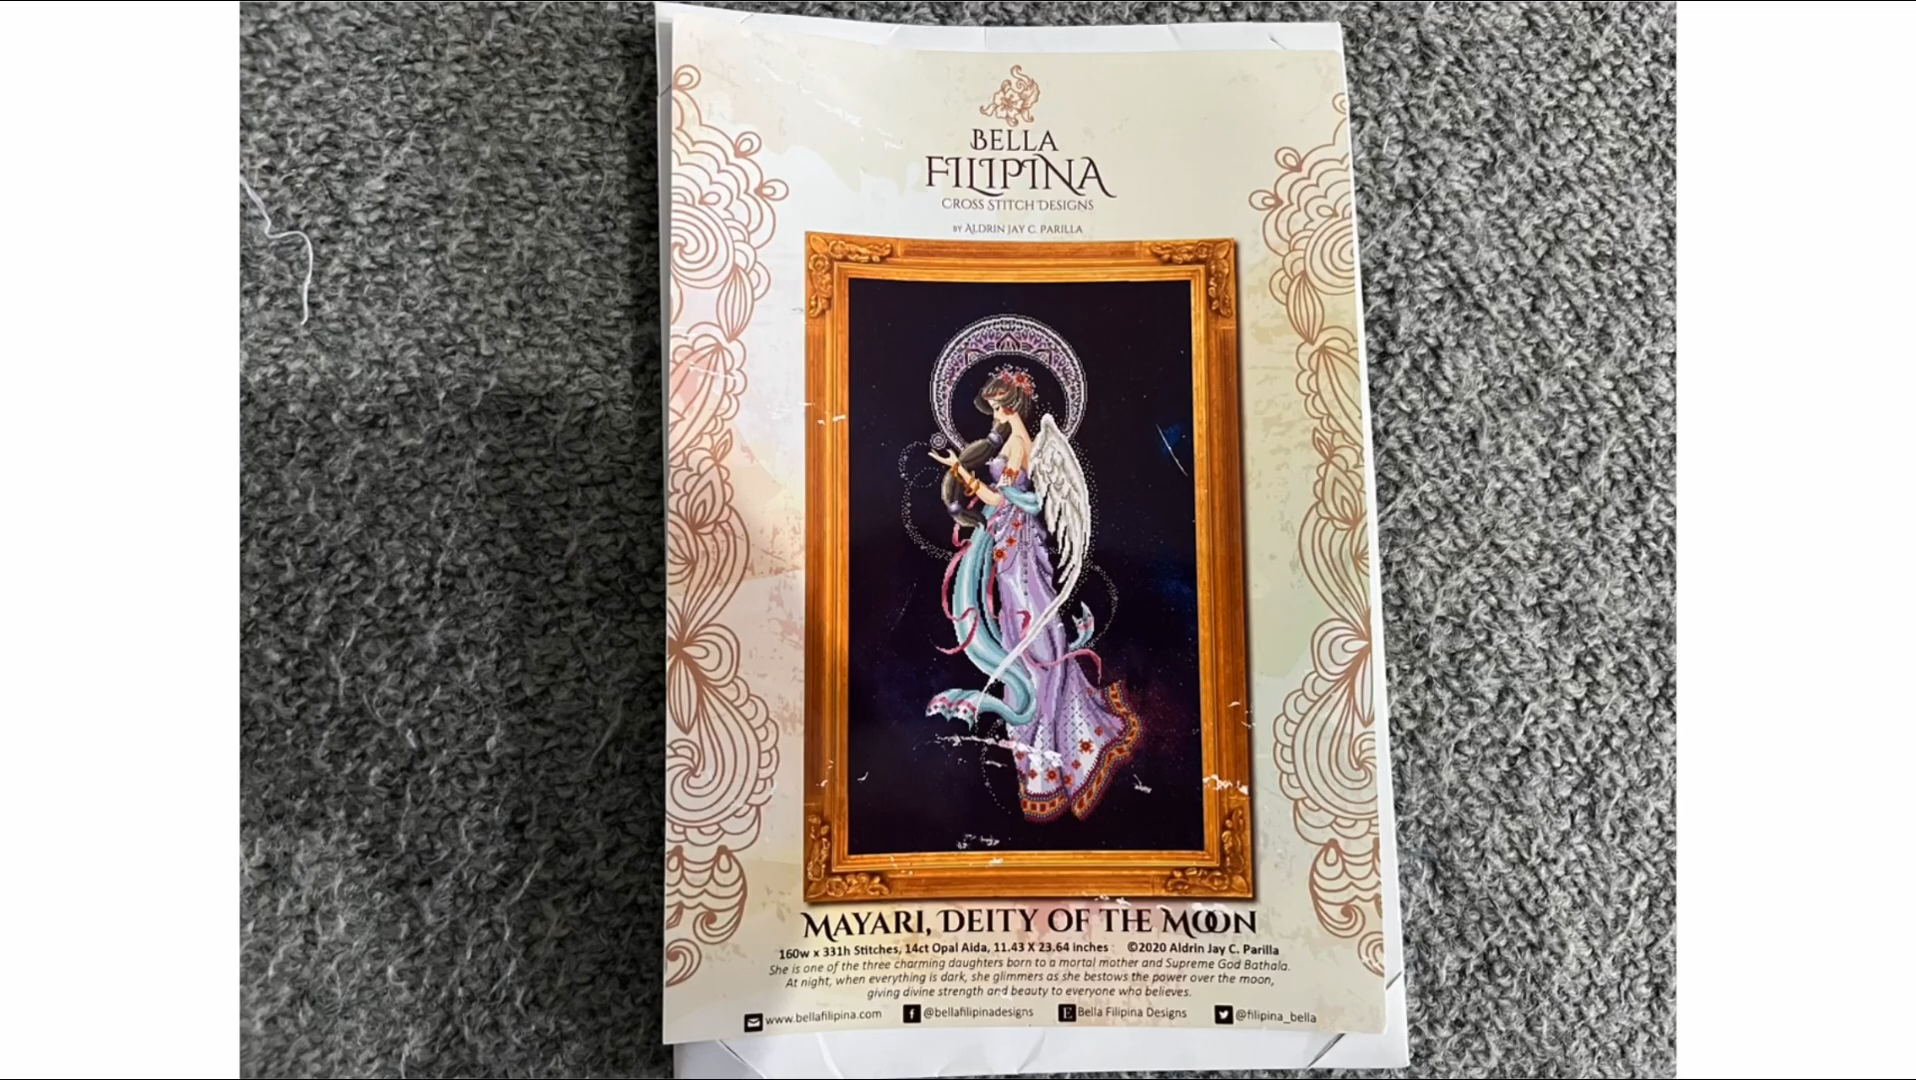 BELLA
FILIPINA
CROSS STITCH DESIGNS
BY ALDRIN JAY C. PARILLA
MAYARI, DEITY OF THE MOON
160w x 331h Stitches, 14ct Opal Aida, 11.43 X 23.64 inches ©2020 Aldrin Jay C. Parilla
She is one of the three charming daughters born to a mortal mother and Supreme God Bathala.
At night, when everything is dark, she glimmers as she bestows the power over the moon,
giving divine strength and beauty to everyone who believes.
www.bellafilipina.com f @bellafilipinadesigns E Bella Filipina Designs @filipina_bella